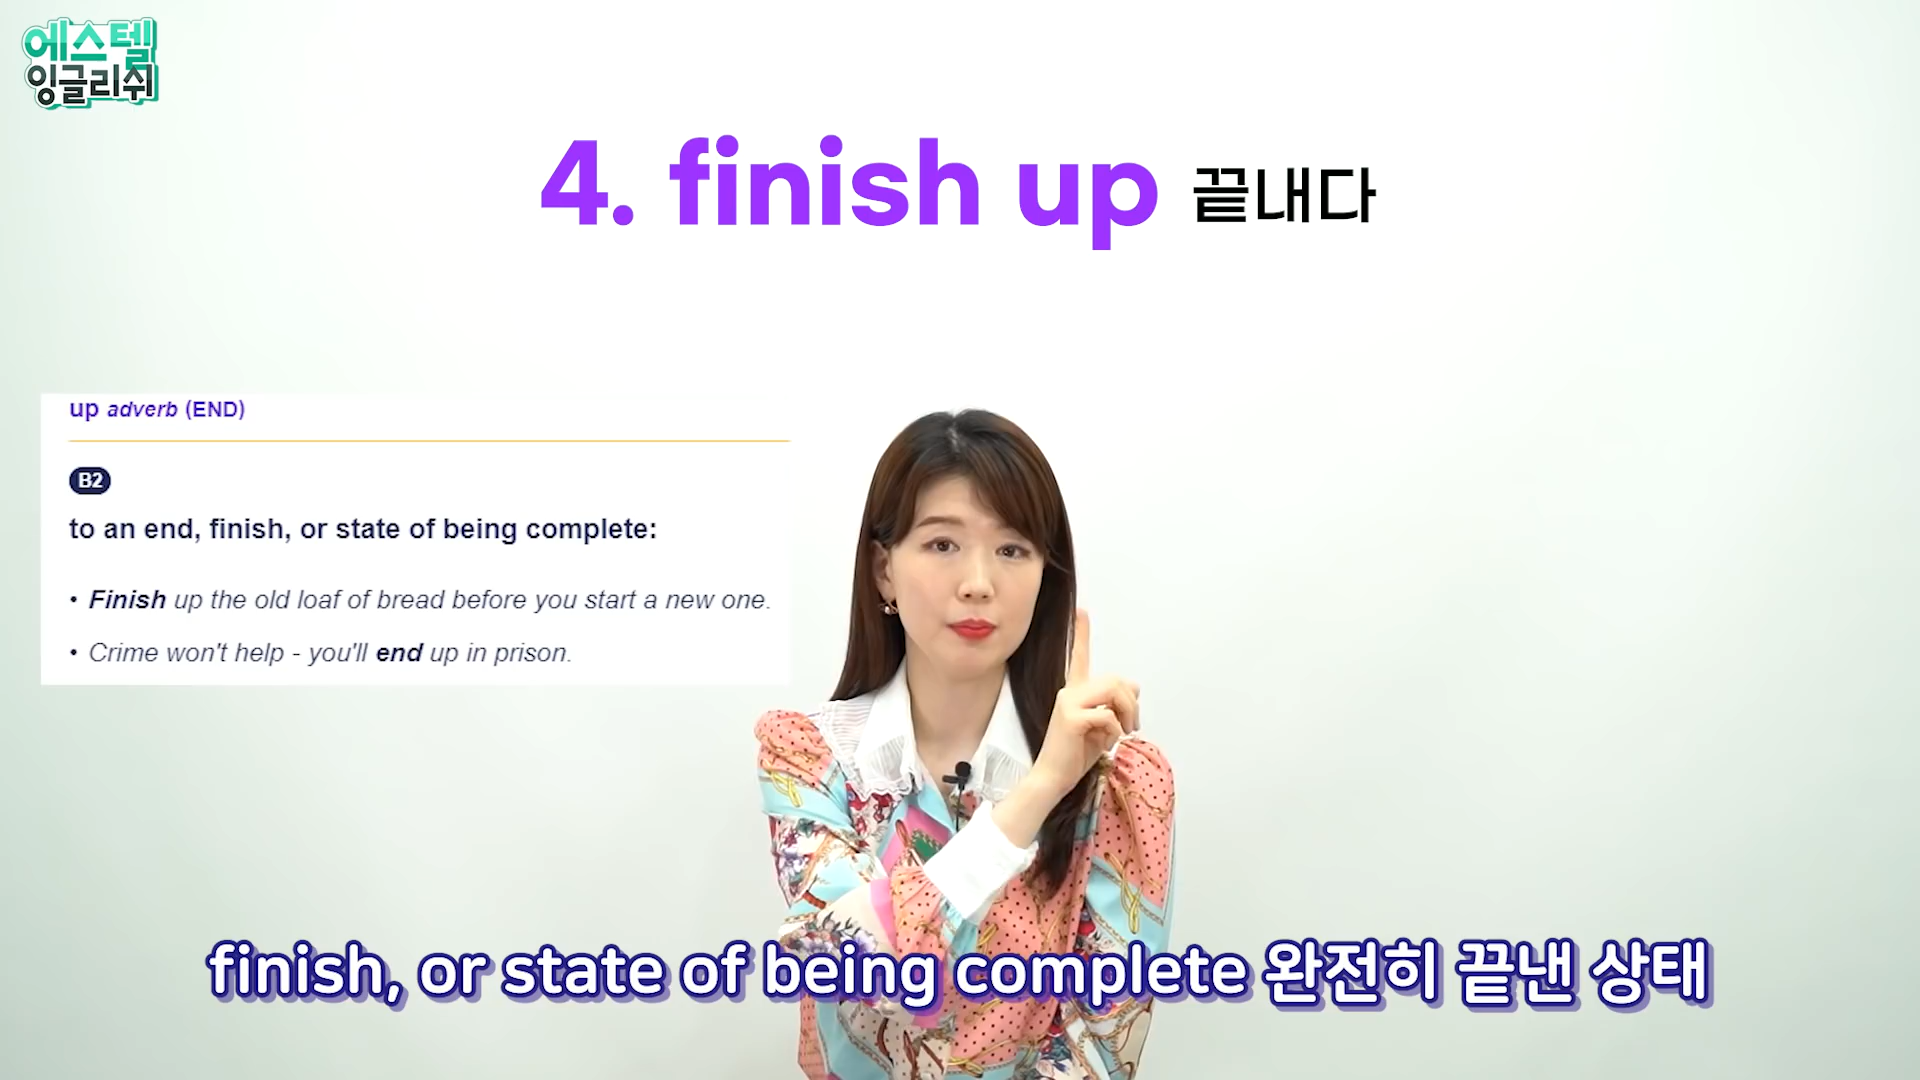 에스텔
잉글리쉬
4. finish up 끝내다
up adverb (END)
B2
to an end, finish, or state of being complete:
• Finish up the old loaf of bread before you start a new one.
• Crime won't help - you'll end up in prison.
finish, or state of being complete 완전히 끝낸 상태